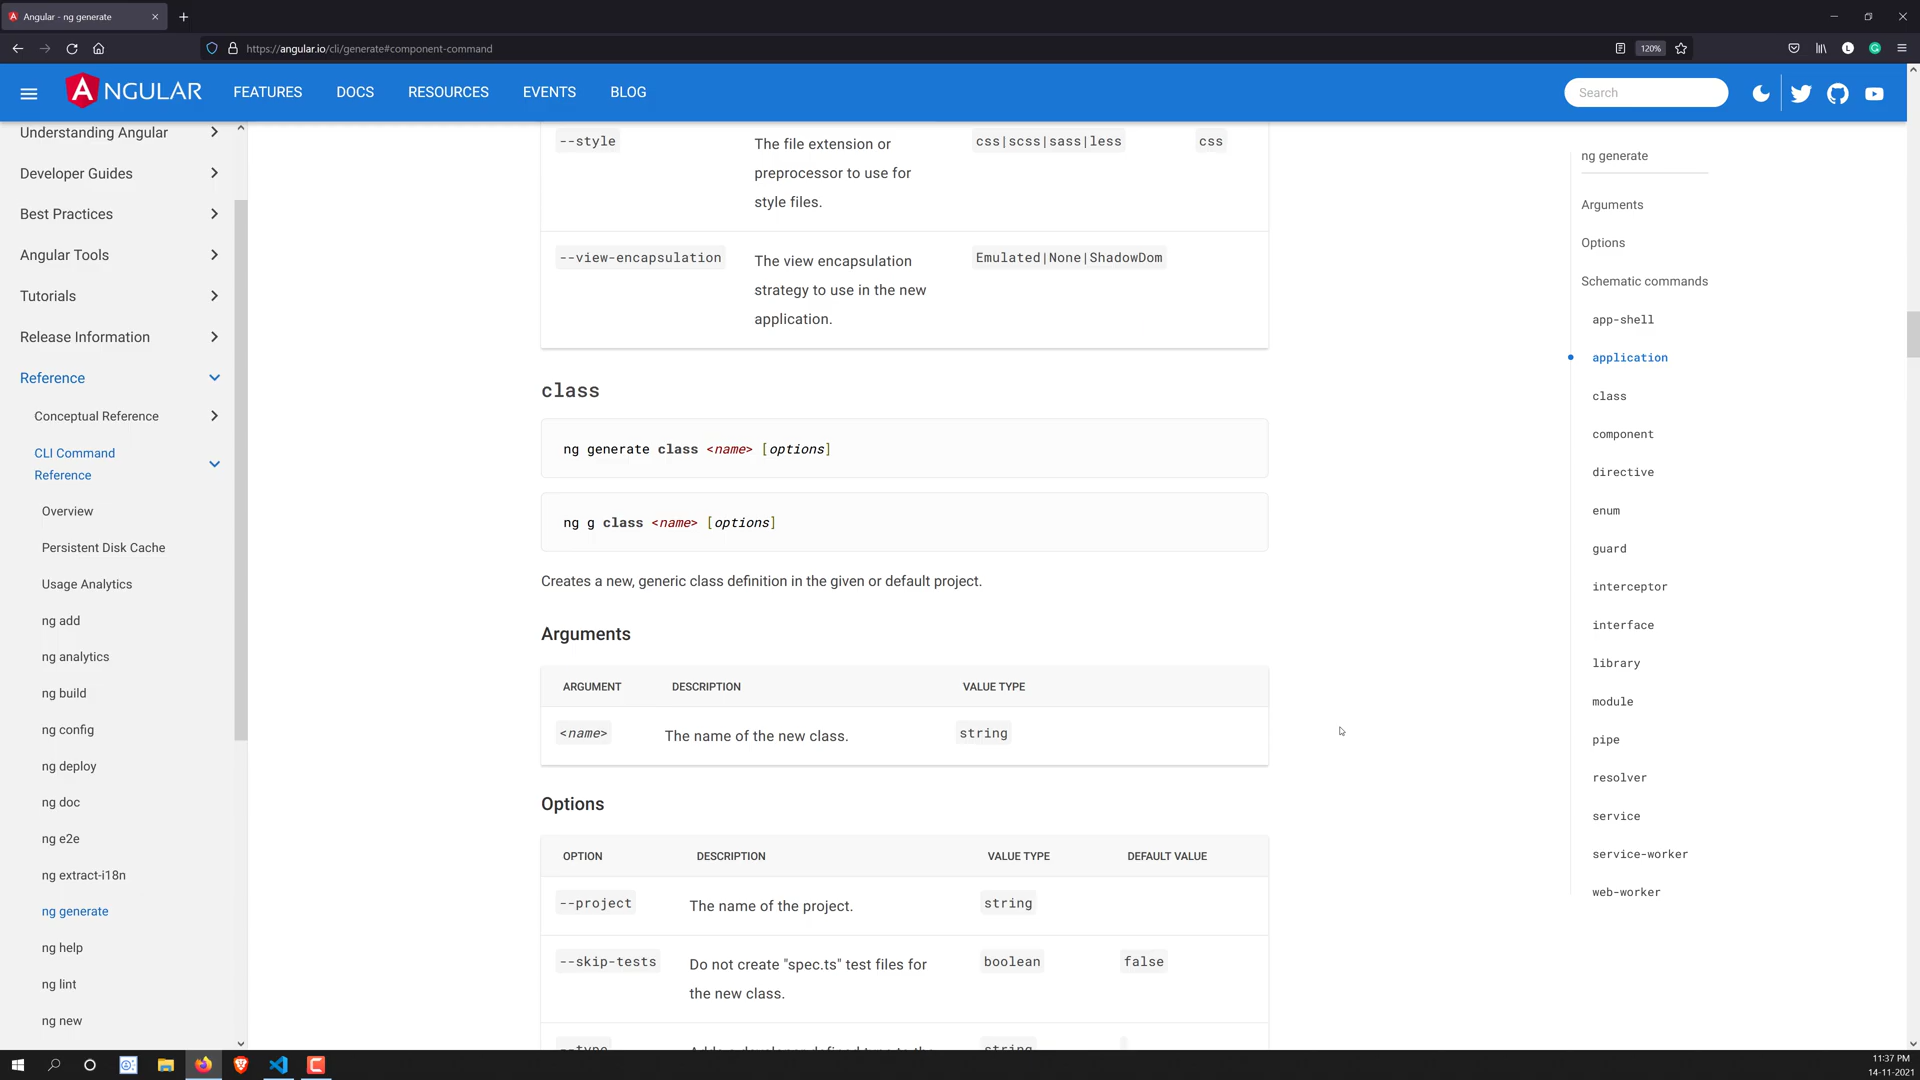 Angular - ng generate
https://angular.io/cli/generate#component-command
120%
NGULAR
FEATURES
DOCS
RESOURCES
EVENTS
BLOG
Search
Understanding Angular
Developer Guides
Best Practices
Angular Tools
Tutorials
Release Information
Reference
Conceptual Reference
CLI Command
Reference
Overview
Persistent Disk Cache
Usage Analytics
ng add
ng analytics
ng build
ng config
ng deploy
ng doc
ng e2e
ng extract-i18n
ng generate
ng help
ng lint
ng new
--style
The file extension or
preprocessor to use for
style files.
css|scss|sass|less
css
--view-encapsulation
The view encapsulation
strategy to use in the new
application.
Emulated|None|ShadowDom
class
ng generate class <name> [options]
ng g class <name> [options]
Creates a new, generic class definition in the given or default project.
Arguments
ARGUMENT DESCRIPTION VALUE TYPE
<name> The name of the new class. string
Options
OPTION DESCRIPTION VALUE TYPE DEFAULT VALUE
--project The name of the project. string
--skip-tests
Do not create "spec.ts" test files for
the new class.
boolean
false
ng generate
Arguments
Options
Schematic commands
app-shell
application
class
component
directive
enum
guard
interceptor
interface
library
module
pipe
resolver
service
service-worker
web-worker
11:37 PM
14-11-2021